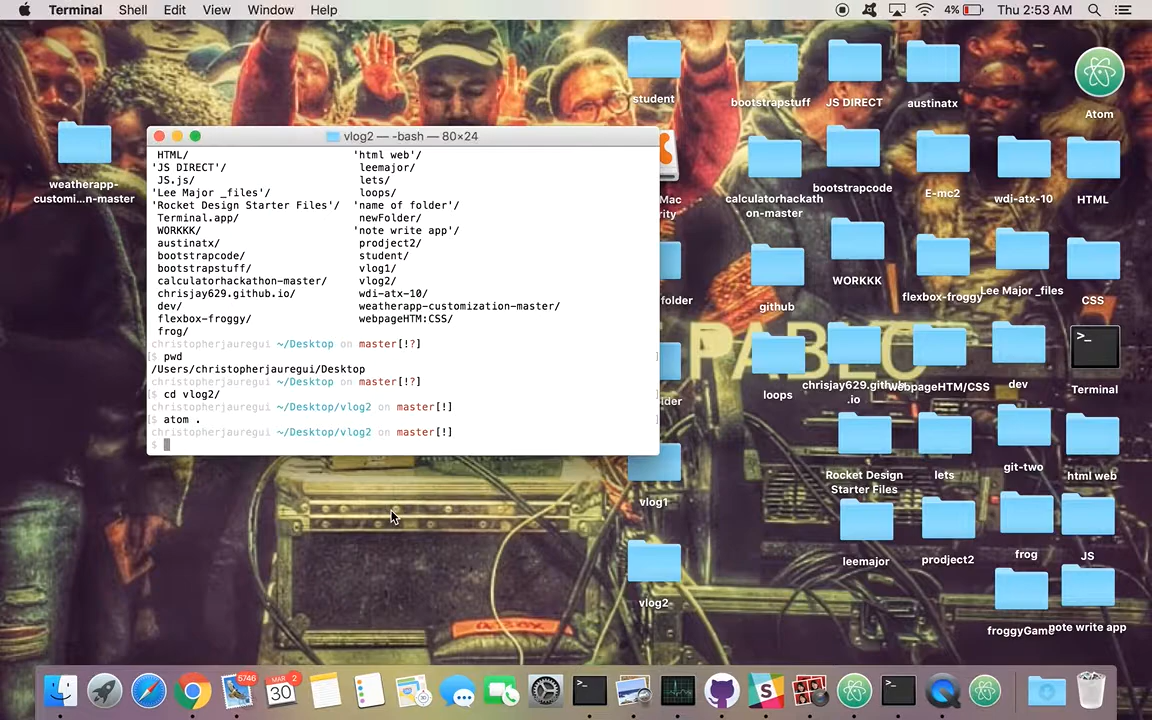 Terminal Shell Edit View Window Help 4% Thu 2:53 AM
vlog2 — -bash — 80×24
HTML/ 'html web'/
'JS DIRECT'/ leemajor/
JS.js/ lets/
'Lee Major _files'/ loops/
'Rocket Design Starter Files'/ 'name of folder'/
Terminal.app/ newFolder/
WORKKK/ 'note write app'/
austinatx/ prodject2/
bootstrapcode/ student/
bootstrapstuff/ vlog1/
calculatorhackathon-master/ vlog2/
chrisjay629.github.io/ wdi-atx-10/
dev/ weatherapp-customization-master/
flexbox-froggy/ webpageHTM:CSS/
frog/
christopherjauregui ~/Desktop on master[!?]
[$ pwd ]
/Users/christopherjauregui/Desktop
christopherjauregui ~/Desktop on master[!?]
[$ cd vlog2/ ]
christopherjauregui ~/Desktop/vlog2 on master[!]
[$ atom . ]
christopherjauregui ~/Desktop/vlog2 on master[!]
$
weatherapp-
customi...n-master
student
bootstrapstuff
JS DIRECT
austinatx
Atom
Mac
calculatorhackath
on-master
bootstrapcode
E-mc2
wdi-atx-10
HTML
github
WORKKK
flexbox-froggy
Lee Major _files
CSS
PABLO
loops
chrisjay629.github
.io
webpageHTM/CSS
dev
Terminal
vlog1
Rocket Design
Starter Files
lets
git-two
html web
leemajor
prodject2
frog
JS
vlog2
froggyGame
note write app
5746
MAR 2
30